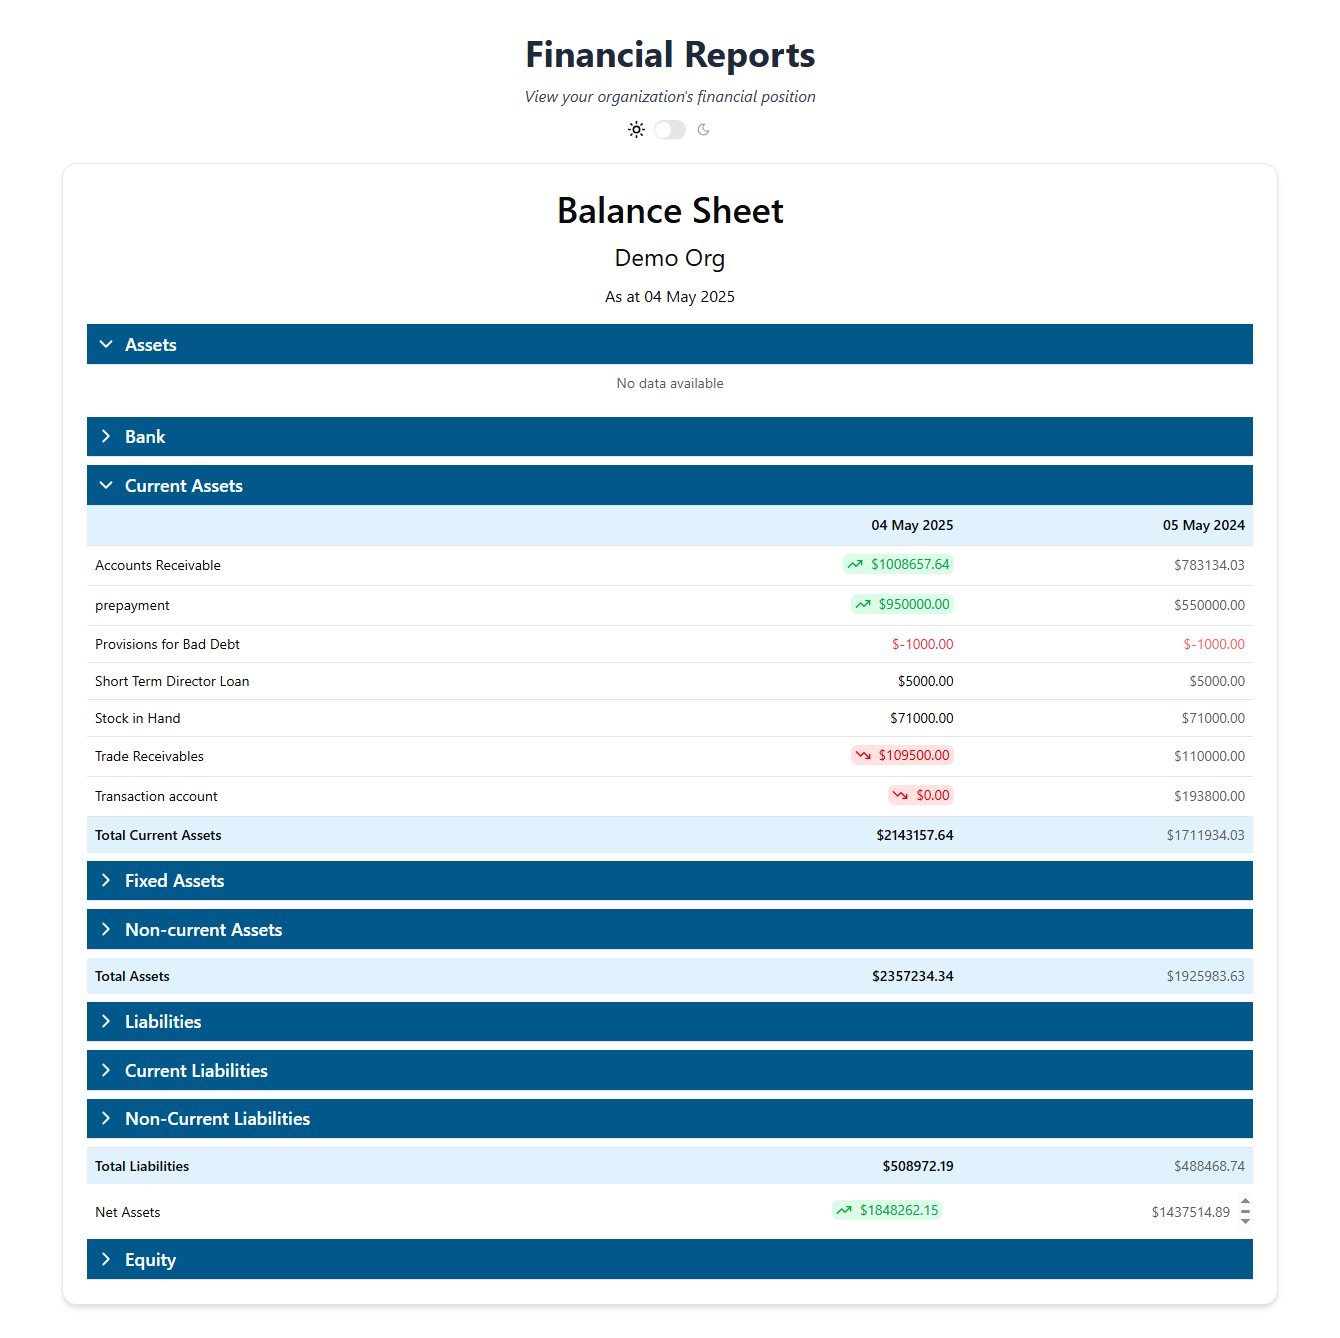 Financial Reports
View your organization's financial position
Balance Sheet
Demo Org
As at 04 May 2025
Assets
No data available
Bank
Current Assets
04 May 2025 05 May 2024
Accounts Receivable $1008657.64 $783134.03
prepayment $950000.00 $550000.00
Provisions for Bad Debt $-1000.00 $-1000.00
Short Term Director Loan $5000.00 $5000.00
Stock in Hand $71000.00 $71000.00
Trade Receivables $109500.00 $110000.00
Transaction account $0.00 $193800.00
Total Current Assets $2143157.64 $1711934.03
Fixed Assets
Non-current Assets
Total Assets $2357234.34 $1925983.63
Liabilities
Current Liabilities
Non-Current Liabilities
Total Liabilities $508972.19 $488468.74
Net Assets $1848262.15 $1437514.89
Equity